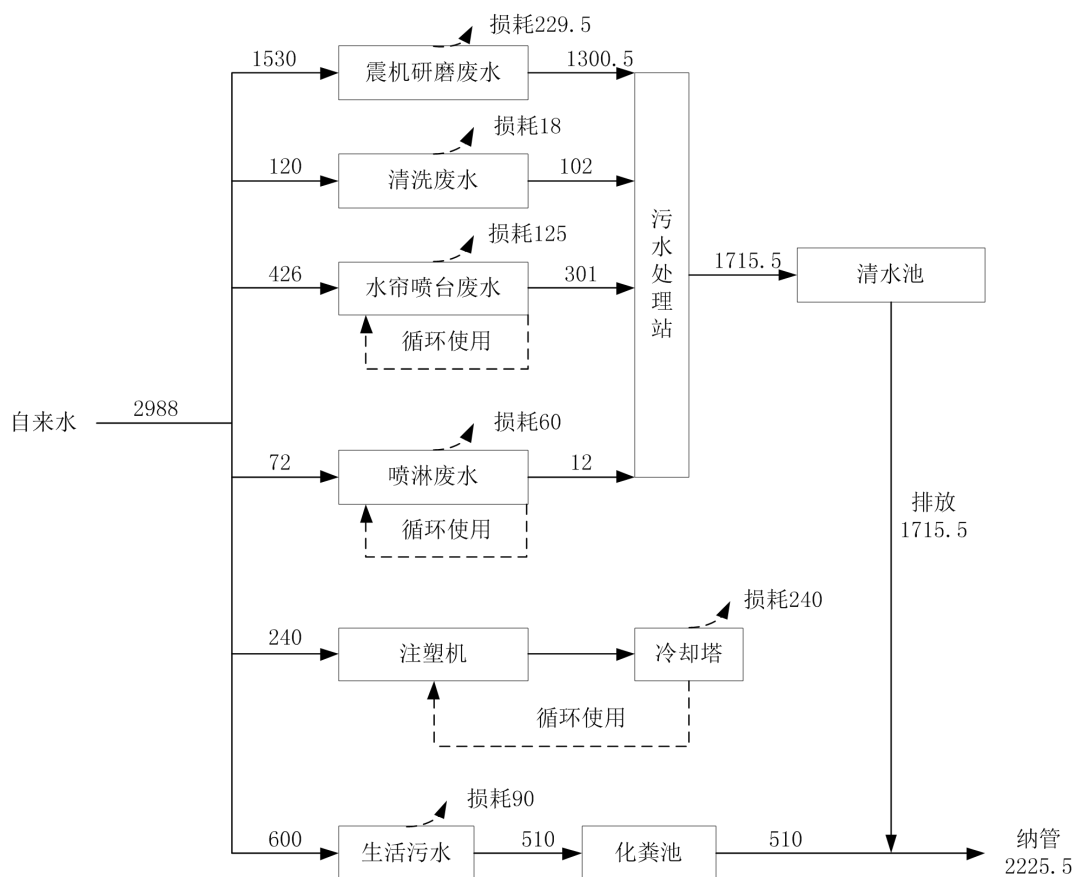 损耗229.5
1530
震机研磨废水
1300.5
损耗18
120
清洗废水
102
损耗125
426
水帘喷台废水
301
循环使用
污水处理站
1715.5
清水池
自来水
2988
损耗60
72
喷淋废水
12
循环使用
排放
1715.5
损耗240
240
注塑机
冷却塔
循环使用
损耗90
600
生活污水
510
化粪池
510
纳管
2225.5